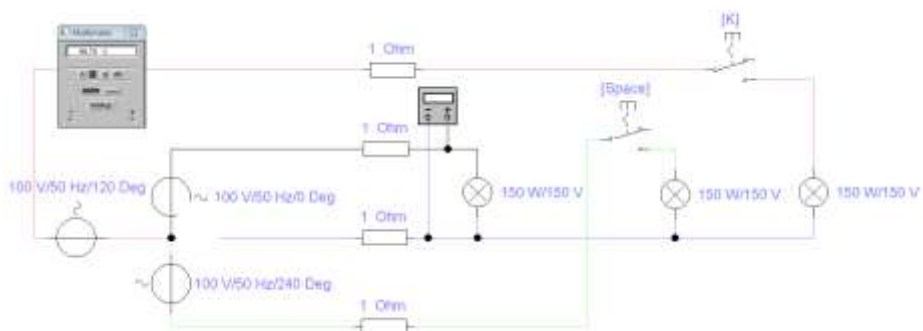 [K]
Multimeter
1 Ohm
[Space]
1 Ohm
100 V/50 Hz/120 Deg
100 V/50 Hz/0 Deg
150 W/150 V
150 W/150 V
150 W/150 V
1 Ohm
100 V/50 Hz/240 Deg
1 Ohm